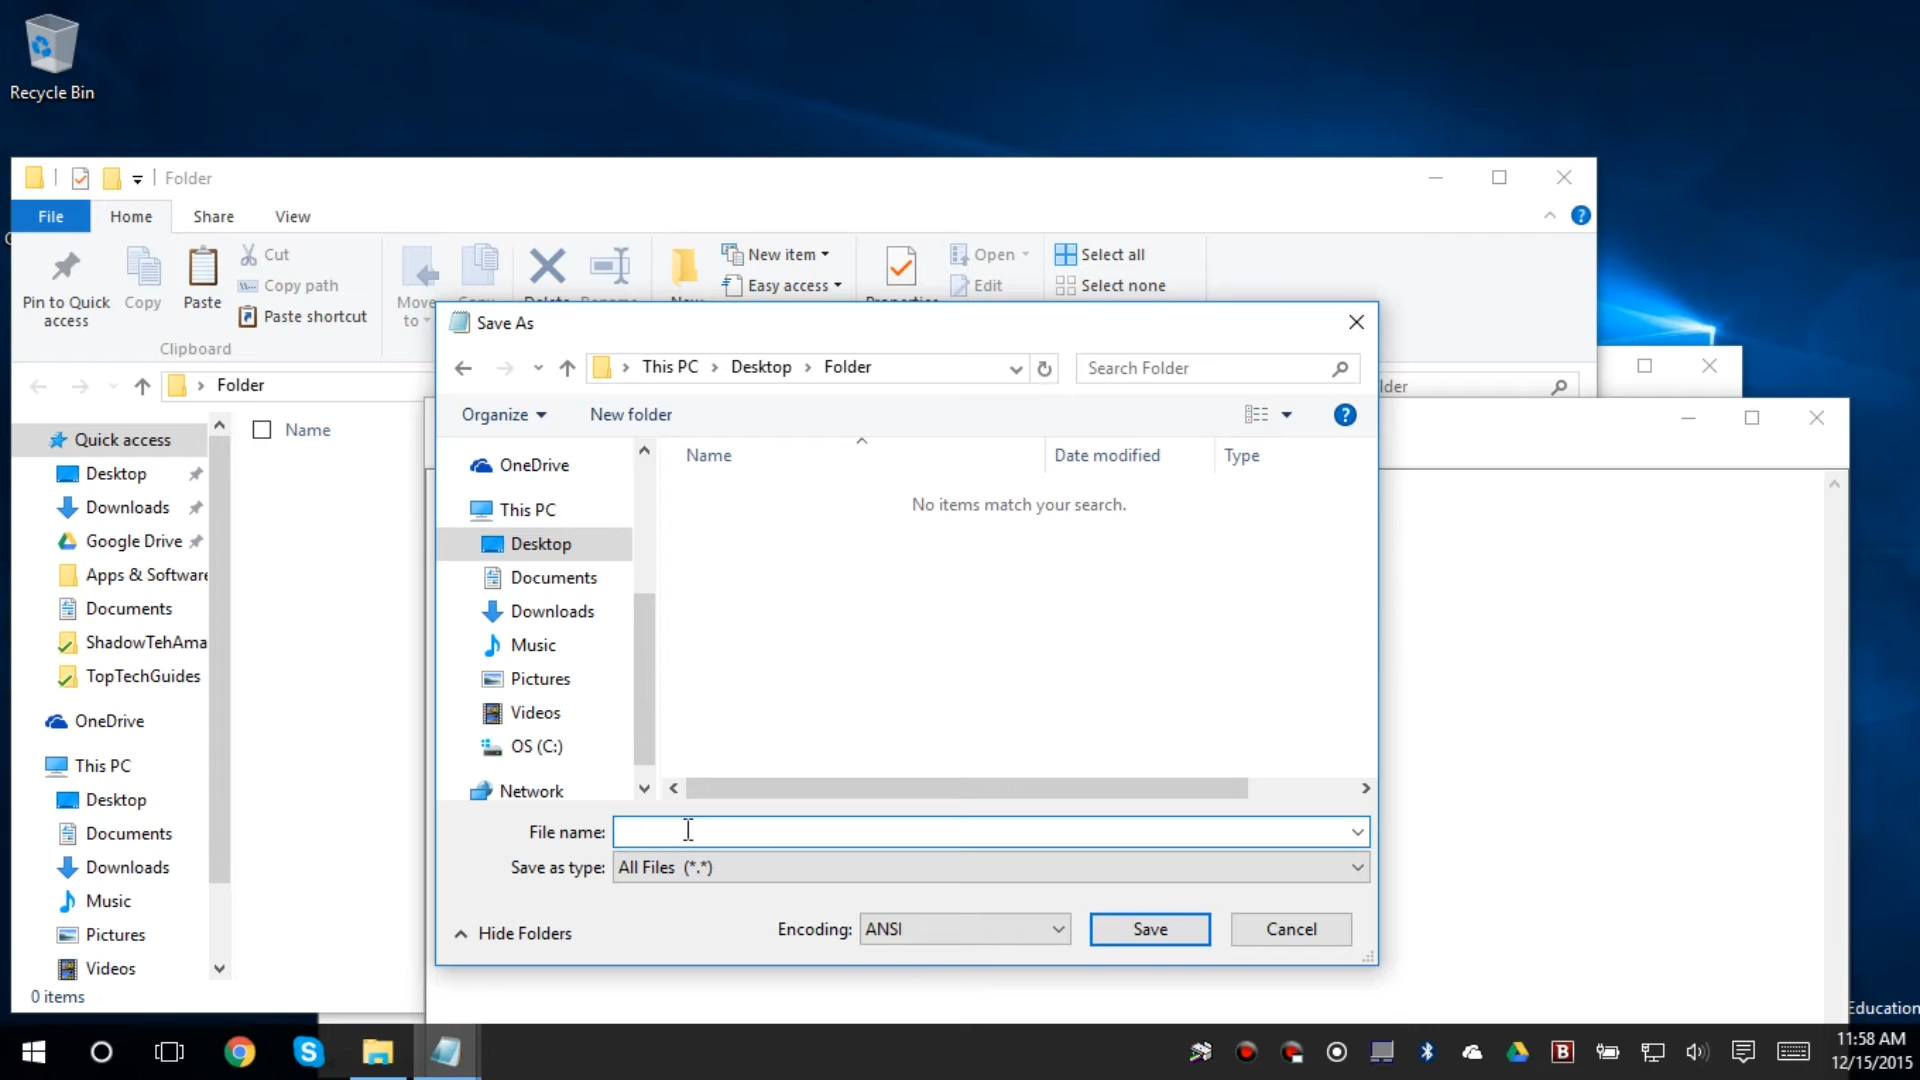 Recycle Bin
Folder
File
Home
Share
View
Pin to Quick
access
Copy
Paste
Cut
Copy path
Paste shortcut
Clipboard
Move
to
New item
Easy access
Open
Edit
Select all
Select none
Folder
Quick access
Desktop
Downloads
Google Drive
Apps & Software
Documents
ShadowTehAma
TopTechGuides
OneDrive
This PC
Desktop
Documents
Downloads
Music
Pictures
Videos
0 items
Name
Save As
This PC > Desktop > Folder
Search Folder
Organize
New folder
OneDrive
This PC
Desktop
Documents
Downloads
Music
Pictures
Videos
OS (C:)
Network
Name
Date modified
Type
No items match your search.
File name:
Save as type: All Files (*.*)
Hide Folders
Encoding: ANSI
Save
Cancel
Education
11:58 AM
12/15/2015